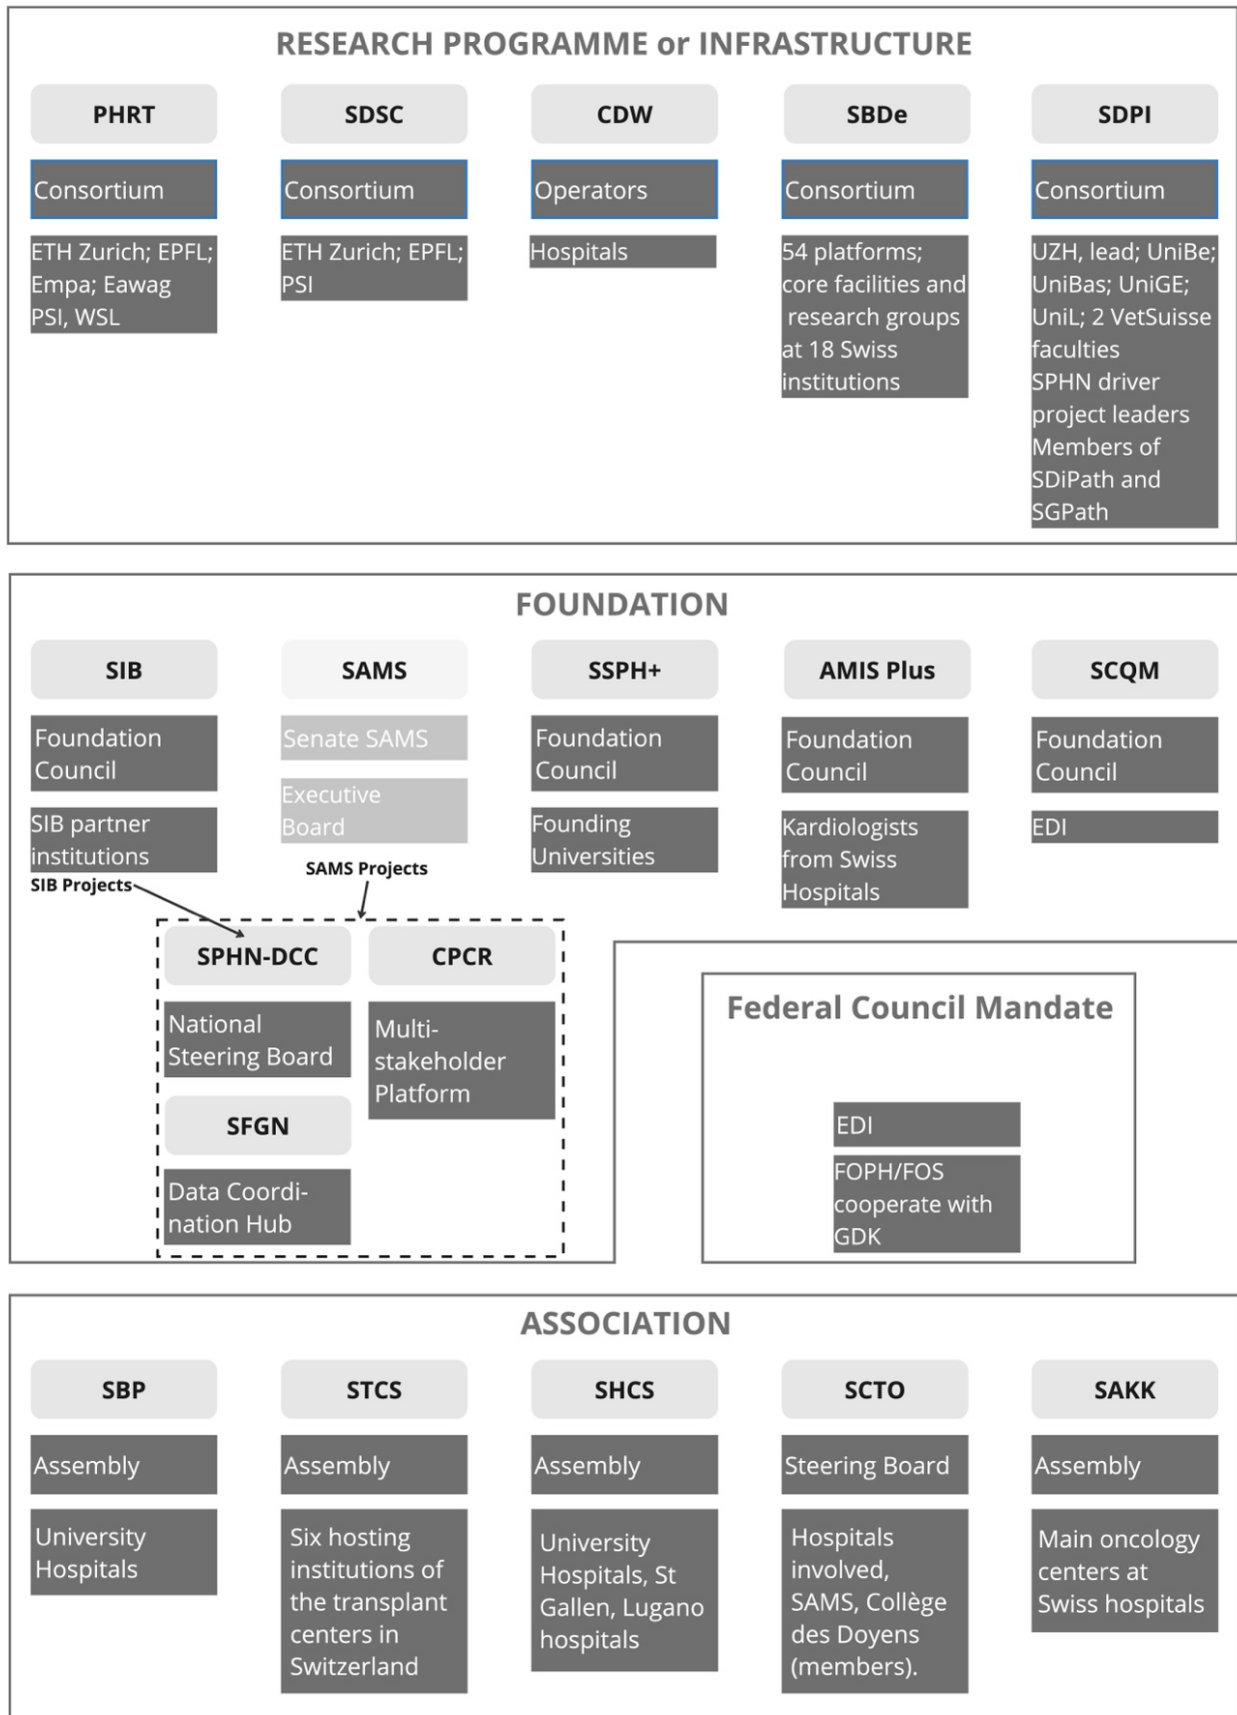 RESEARCH PROGRAMME or INFRASTRUCTURE
PHRT
Consortium
ETH Zurich; EPFL;
Empa; Eawag
PSI, WSL
SDSC
Consortium
ETH Zurich; EPFL;
PSI
CDW
Operators
Hospitals
SBDe
Consortium
54 platforms;
core facilities and
research groups
at 18 Swiss
institutions
SDPI
Consortium
UZH, lead; UniBe;
UniBas; UniGE;
UniL; 2 VetSuisse
faculties
SPHN driver
project leaders
Members of
SDiPath and
SGPath
FOUNDATION
SIB
Foundation
Council
SIB partner
institutions
SIB Projects
SAMS
Senate SAMS
Executive
Board
SAMS Projects
SSPH+
Foundation
Council
Founding
Universities
AMIS Plus
Foundation
Council
Kardiologists
from Swiss
Hospitals
SCQM
Foundation
Council
EDI
SPHN-DCC
National
Steering Board
CPCR
Multi-
stakeholder
Platform
SFGN
Data Coordi-
nation Hub
Federal Council Mandate
EDI
FOPH/FOS
cooperate with
GDK
ASSOCIATION
SBP
Assembly
University
Hospitals
STCS
Assembly
Six hosting
institutions of
the transplant
centers in
Switzerland
SHCS
Assembly
University
Hospitals, St
Gallen, Lugano
hospitals
SCTO
Steering Board
Hospitals
involved,
SAMS, Collège
des Doyens
(members).
SAKK
Assembly
Main oncology
centers at
Swiss hospitals